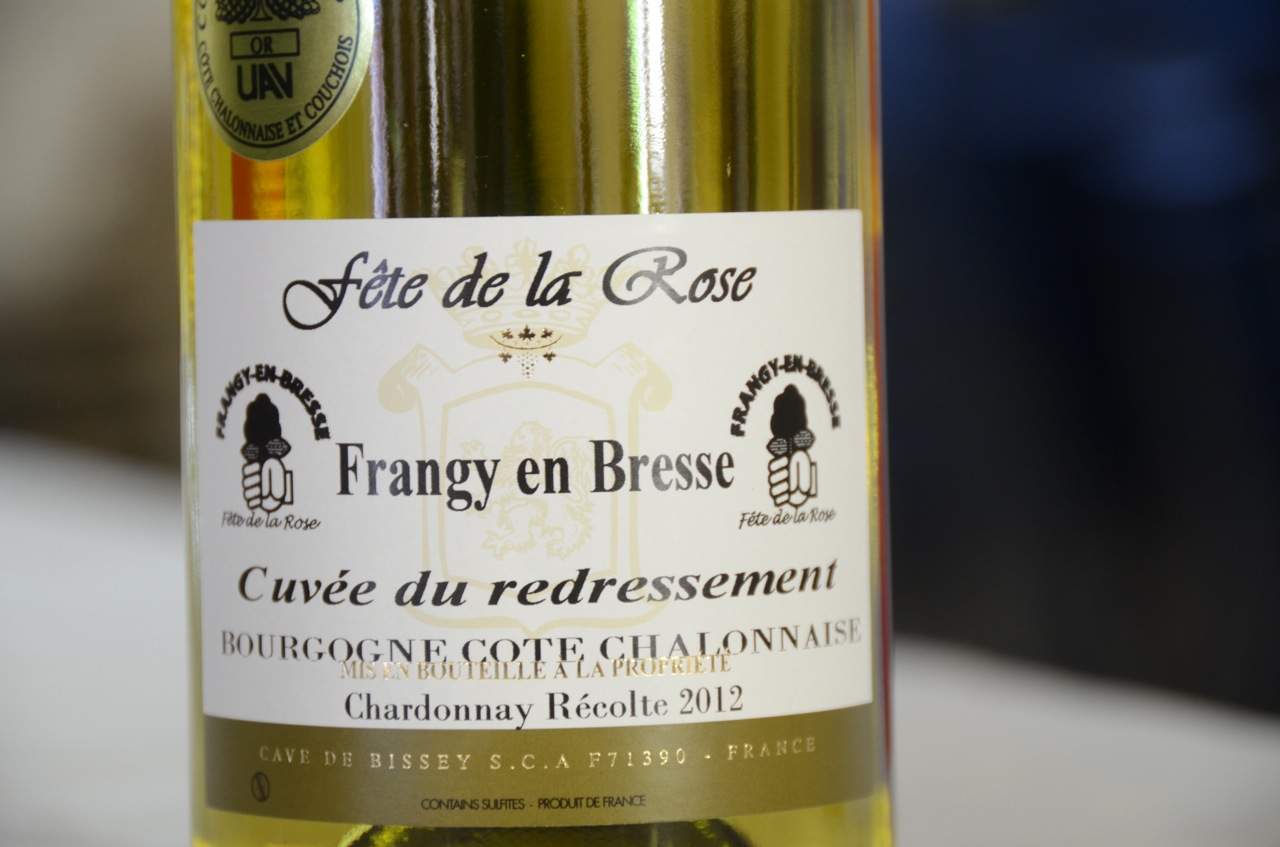 OR
UAV
COTE CHALONNAISE ET COUCHOIS
Fête de la Rose
FRANGY-EN-BRESSE
Fête de la Rose
Frangy en Bresse
FRANGY-EN-BRESSE
Fête de la Rose
Cuvée du redressement
BOURGOGNE COTE CHALONNAISE
MIS EN BOUTEILLE A LA PROPRIÉTÉ
Chardonnay Récolte 2012
CAVE DE BISSEY S.C.A F71390 - FRANCE
CONTAINS SULFITES - PRODUIT DE FRANCE